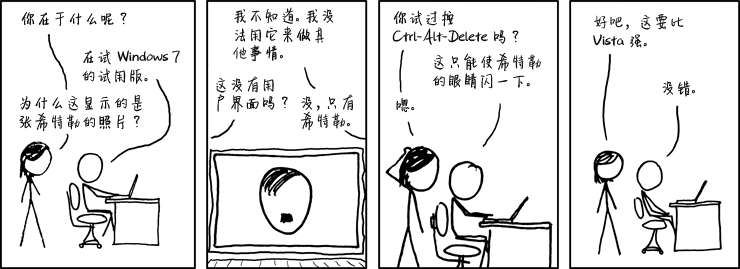 你在干什么呢？
在试 Windows 7
的试用版。
为什么这显示的是
张希特勒的照片？
我不知道。我没
法用它来做其
他事情。
这没有用
户界面吗？
没，只有
希特勒。
你试过按
Ctrl-Alt-Delete 吗？
这只能使希特勒
的眼睛闪一下。
嗯。
好吧，这要比
Vista 强。
没错。